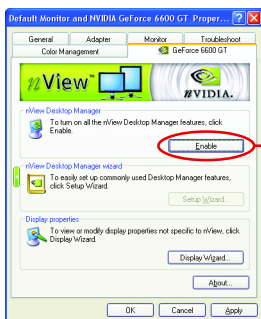 Default Monitor and NVIDIA GeForce 6600 GT Proper...
General Adapter Monitor Troubleshoot
Color Management GeForce 6600 GT
nView
NVIDIA.
nView Desktop Manager
To turn on all the nView Desktop Manager features, click
Enable.
Enable
nView Desktop Manager wizard
To easily set up commonly used Desktop Manager features,
click Setup Wizard.
Setup Wizard...
Display properties
To view or modify display properties not specific to nView, click
Display Wizard.
Display Wizard...
About...
OK Cancel Apply